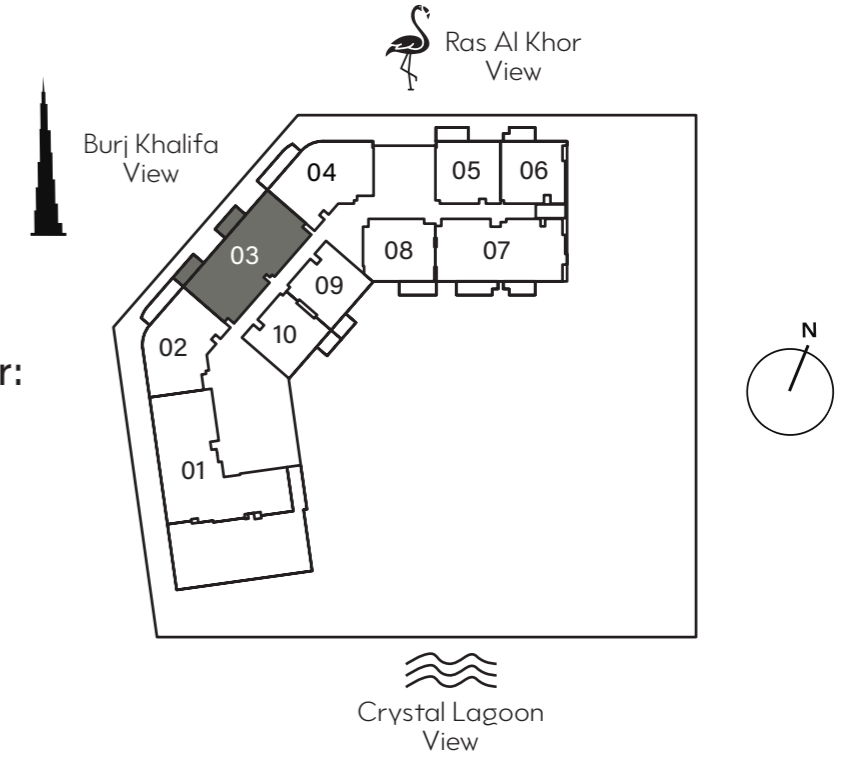 Ras Al Khor
View
Burj Khalifa
View
04
05
06
03
08
07
09
10
02
N
r:
01
Crystal Lagoon
View